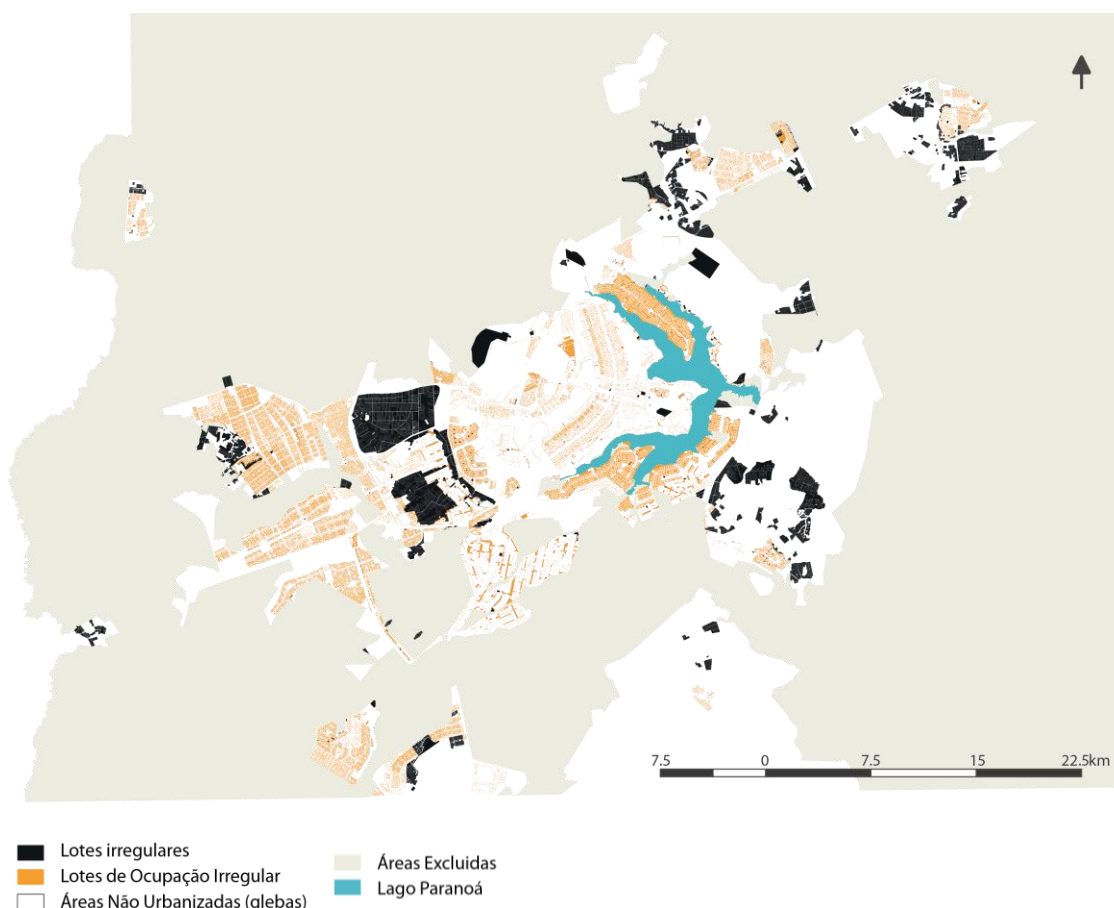 7.5 0 7.5 15 22.5km
Lotes irregulares
Lotes de Ocupação Irregular
Áreas Não Urbanizadas (glebas)
Áreas Excluidas
Lago Paranoá